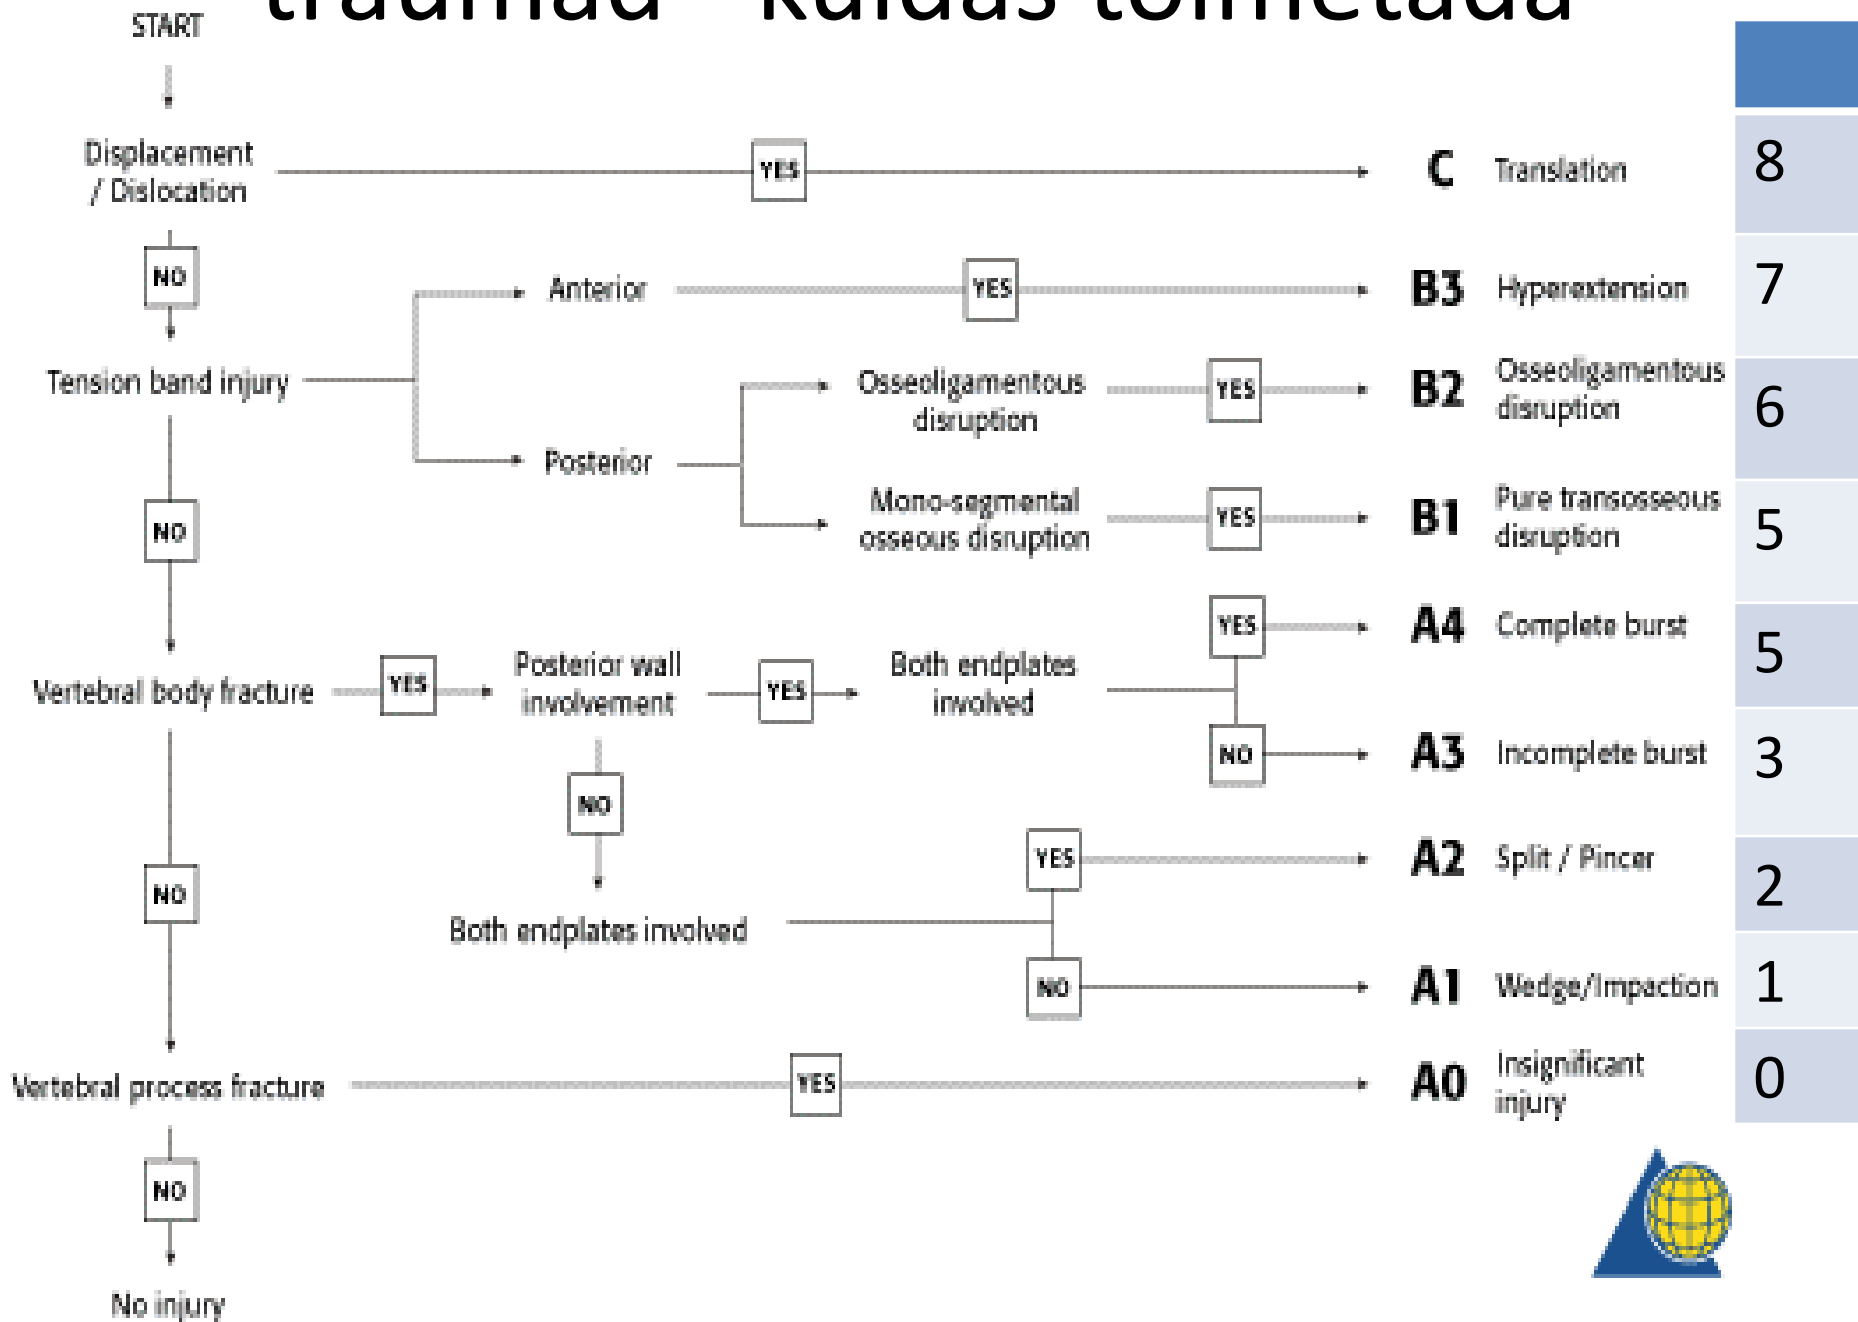 traumad - kuidas toimetada
START
Displacement
/ Dislocation
YES
C
Translation
8
NO
Anterior
YES
B3
Hyperextension
7
Tension band injury
Osseoligamentous
disruption
YES
B2
Osseoligamentous
disruption
6
Posterior
NO
Mono-segmental
osseous disruption
YES
B1
Pure transosseous
disruption
5
YES
A4
Complete burst
5
Vertebral body fracture
YES
Posterior wall
involvement
YES
Both endplates
involved
NO
A3
Incomplete burst
3
NO
YES
A2
Split / Pincer
2
NO
Both endplates involved
NO
A1
Wedge/Impaction
1
Vertebral process fracture
YES
A0
Insignificant
injury
0
NO
No injury